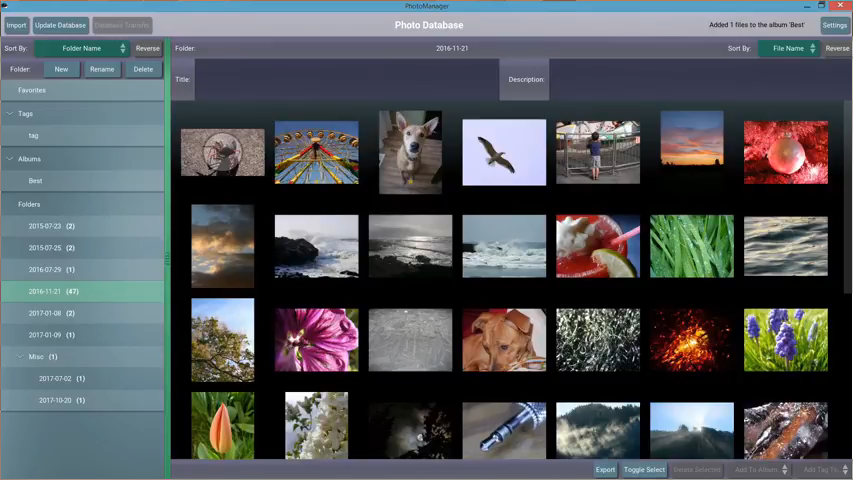 PhotoManager
Import Update Database Database Transfer Photo Database Added 1 files to the album 'Best' Settings
Sort By: Folder Name Reverse Folder: 2016-11-21 Sort By: File Name Reverse
Folder: New Rename Delete
Title: Description:
Favorites
Tags
tag
Albums
Best
Folders
2015-07-23 (2)
2015-07-25 (2)
2016-07-29 (1)
2016-11-21 (47)
2017-01-08 (2)
2017-01-09 (1)
Misc (1)
2017-07-02 (1)
2017-10-20 (1)
Export Toggle Select Delete Selected Add To Album... Add Tag To...